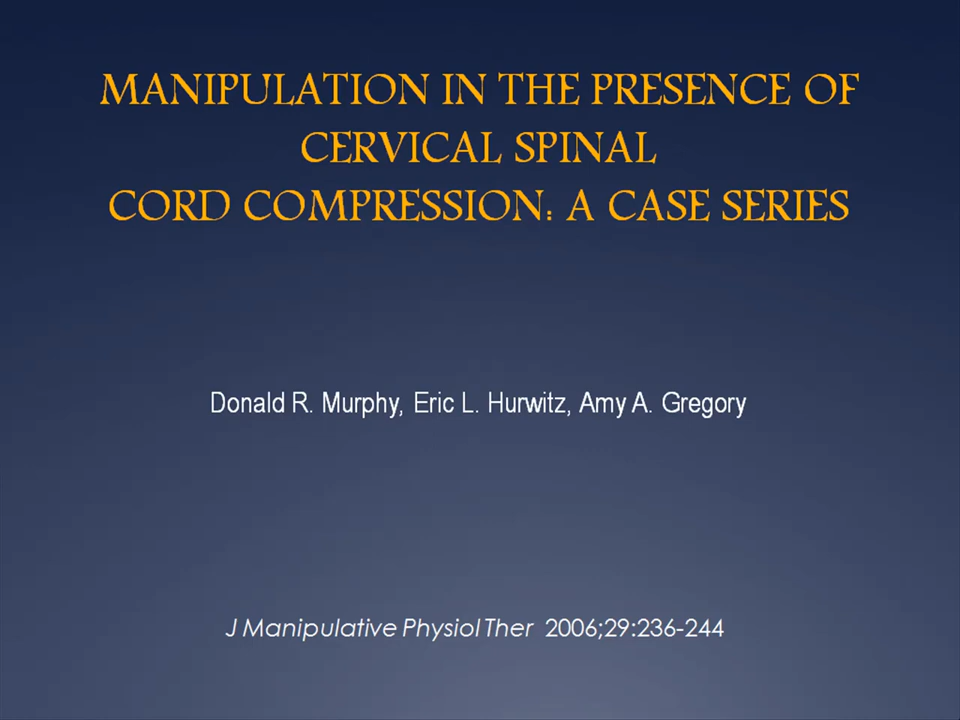 MANIPULATION IN THE PRESENCE OF
CERVICAL SPINAL
CORD COMPRESSION: A CASE SERIES
Donald R. Murphy, Eric L. Hurwitz, Amy A. Gregory
J Manipulative Physiol Ther 2006;29:236-244